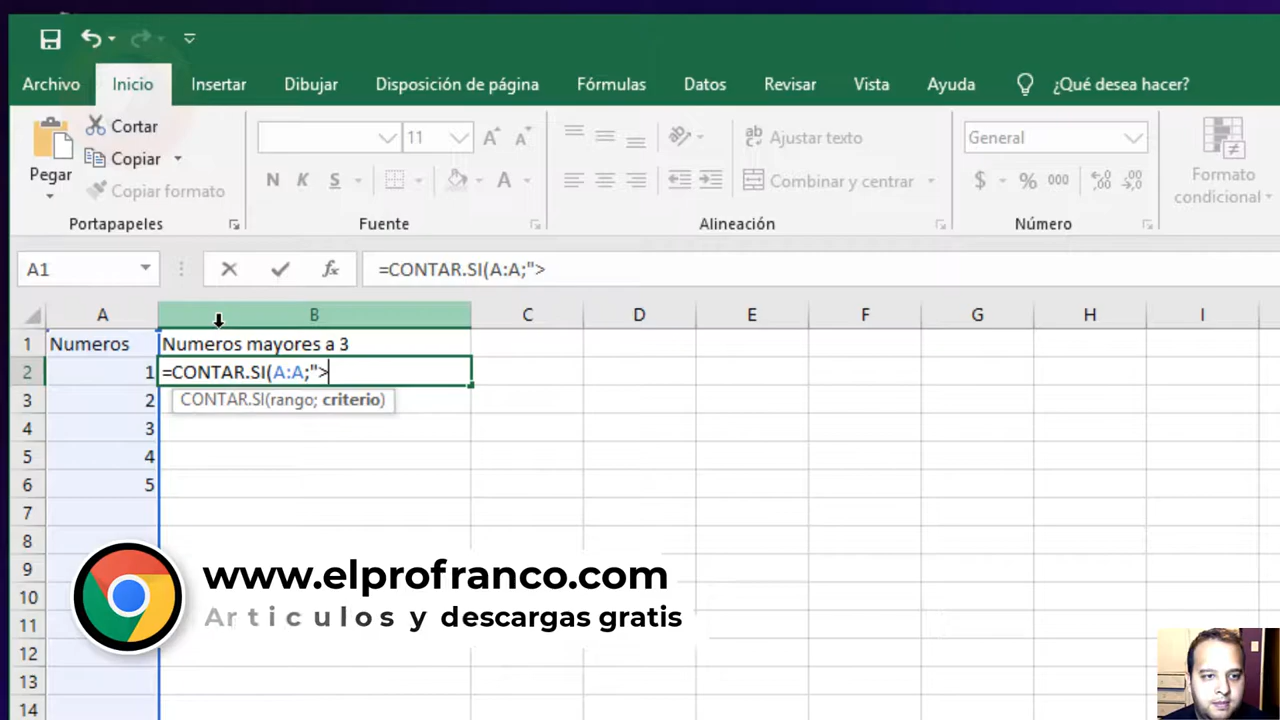 Archivo Inicio Insertar Dibujar Disposición de página Fórmulas Datos Revisar Vista Ayuda ¿Qué desea hacer?
Pegar
Cortar
Copiar
Copiar formato
Portapapeles
11
N K S
Fuente
Ajustar texto
Combinar y centrar
Alineación
General
$ % 000
Número
Formato
condicional
A1
fx =CONTAR.SI(A:A;">
A B C D E F G H I
1 Numeros Numeros mayores a 3
2 1 =CONTAR.SI(A:A;">
CONTAR.SI(rango; criterio)
3 2
4 3
5 4
6 5
7
8
9
10
11
12
13
14
www.elprofranco.com
Articulos y descargas gratis